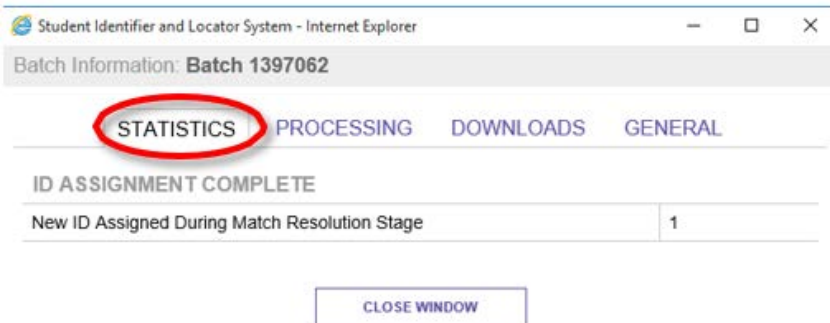 Student Identifier and Locator System - Internet Explorer
Batch Information: Batch 1397062
STATISTICS PROCESSING DOWNLOADS GENERAL
ID ASSIGNMENT COMPLETE
New ID Assigned During Match Resolution Stage 1
CLOSE WINDOW